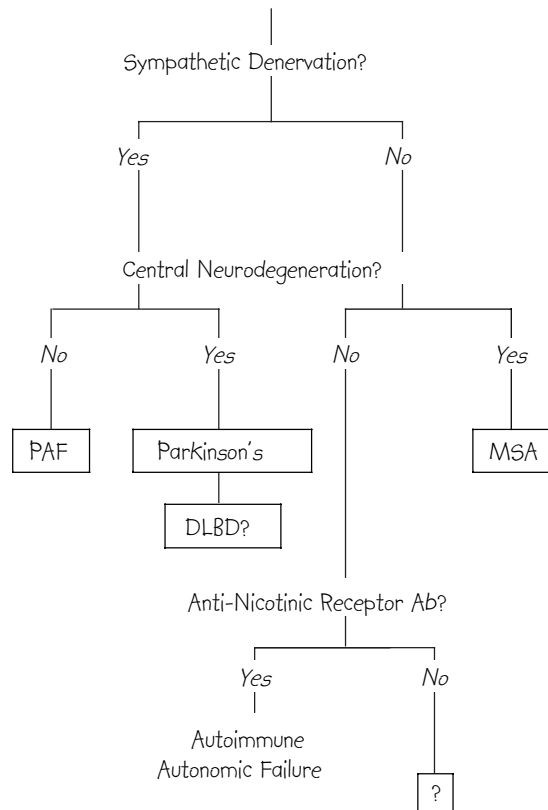 Sympathetic Denervation?
Yes
No
Central Neurodegeneration?
No
Yes
No
Yes
PAF
Parkinson's
MSA
DLBD?
Anti-Nicotinic Receptor Ab?
Yes
No
Autoimmune
Autonomic Failure
?